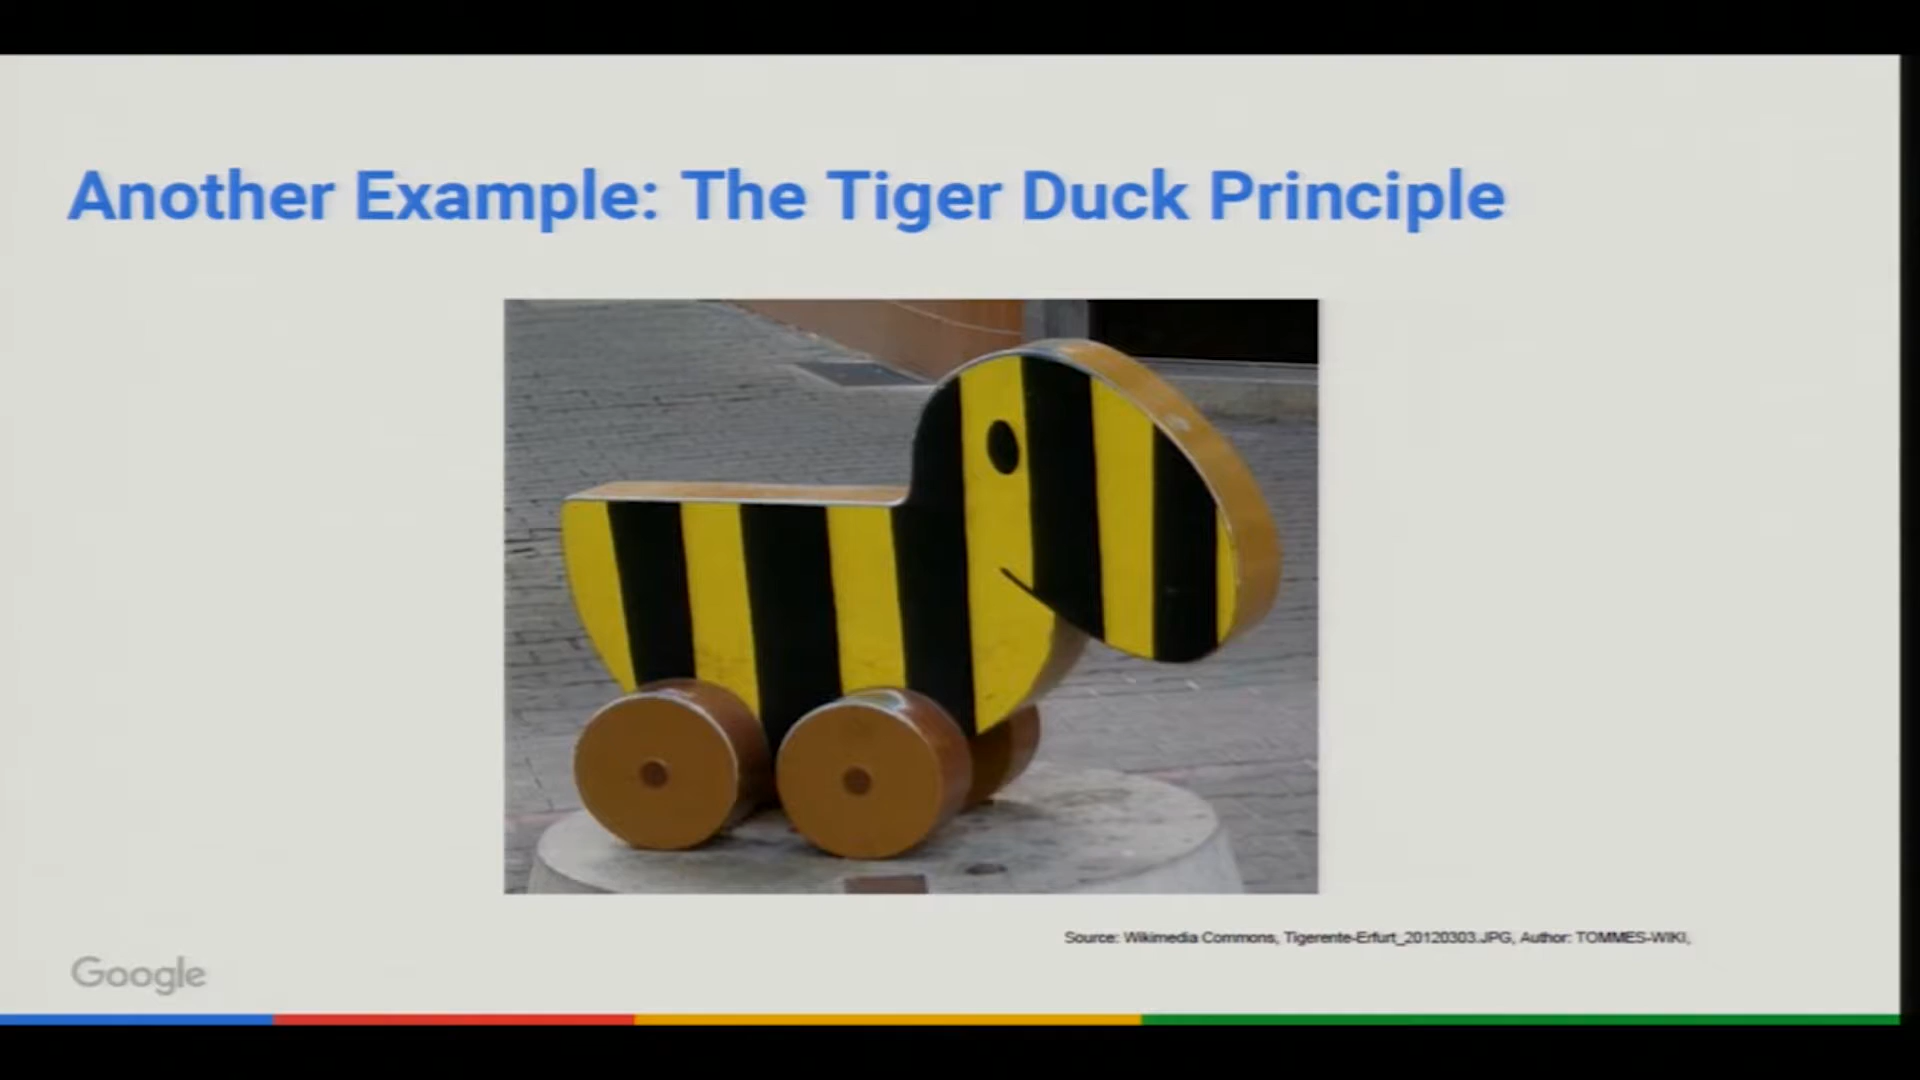 Another Example: The Tiger Duck Principle
Source: Wikimedia Commons, Tigerente-Erfurt_20120303.JPG, Author: TOMMES-WIKI,
Google